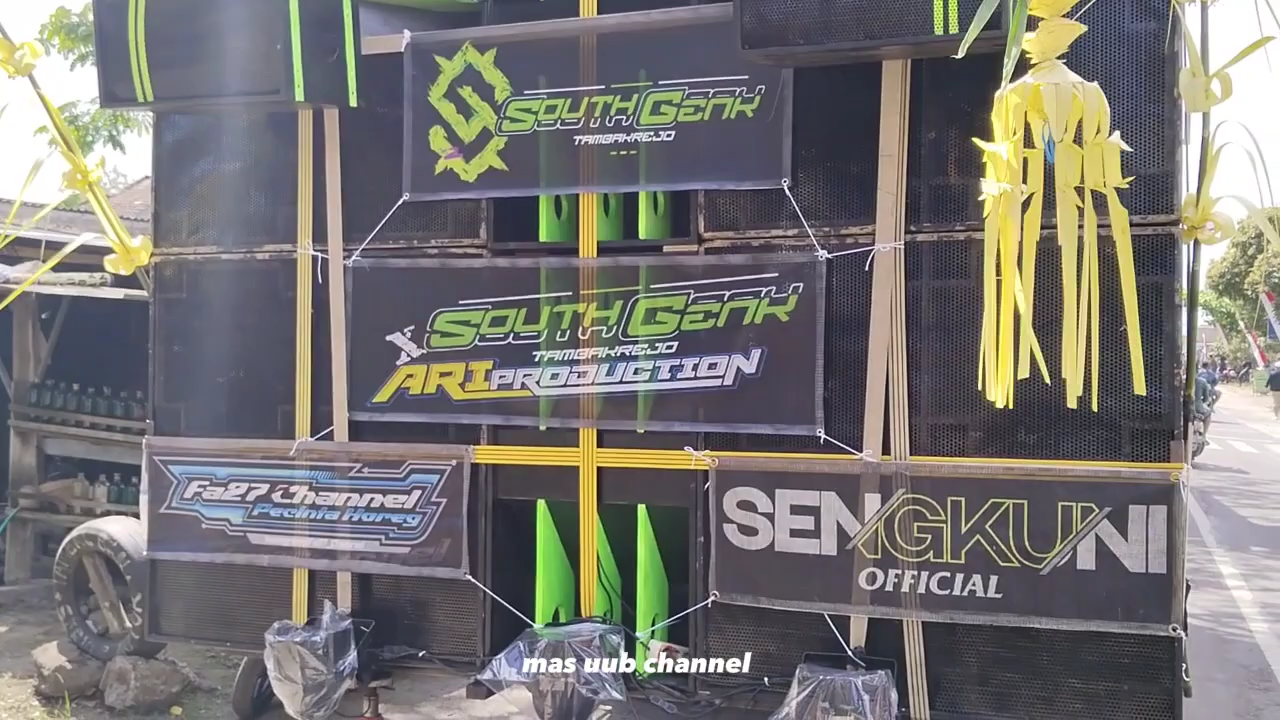 SOUTH GENK
TAMBAKREJO
SOUTH GENK
TAMBAKREJO
X
ARI PRODUCTION
Fa27 Channel
Pecinta Horeg
SENGKUNI
OFFICIAL
mas uub channel